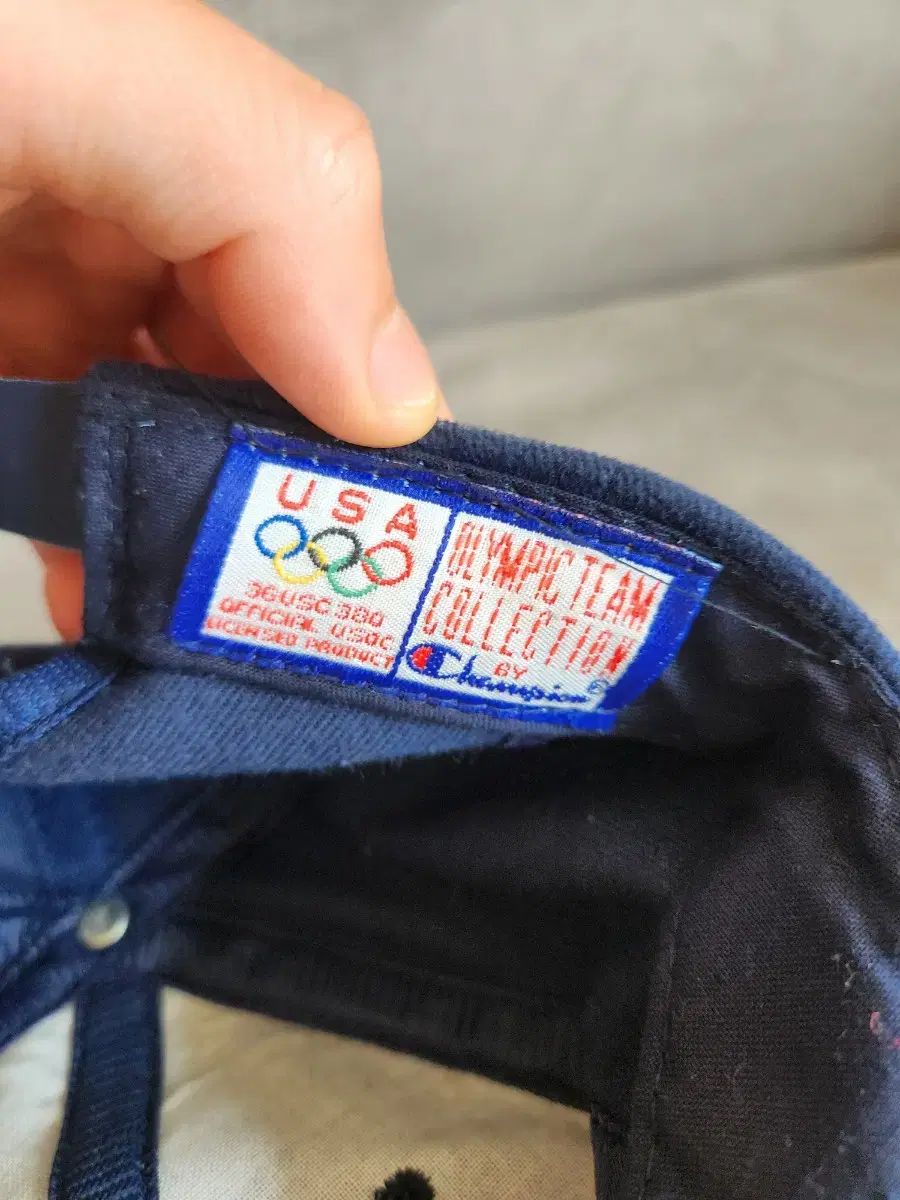 USA
36USC380
OFFICIAL USOC
LICENSED PRODUCT
OLYMPIC TEAM
COLLECTION
BY
Champion®